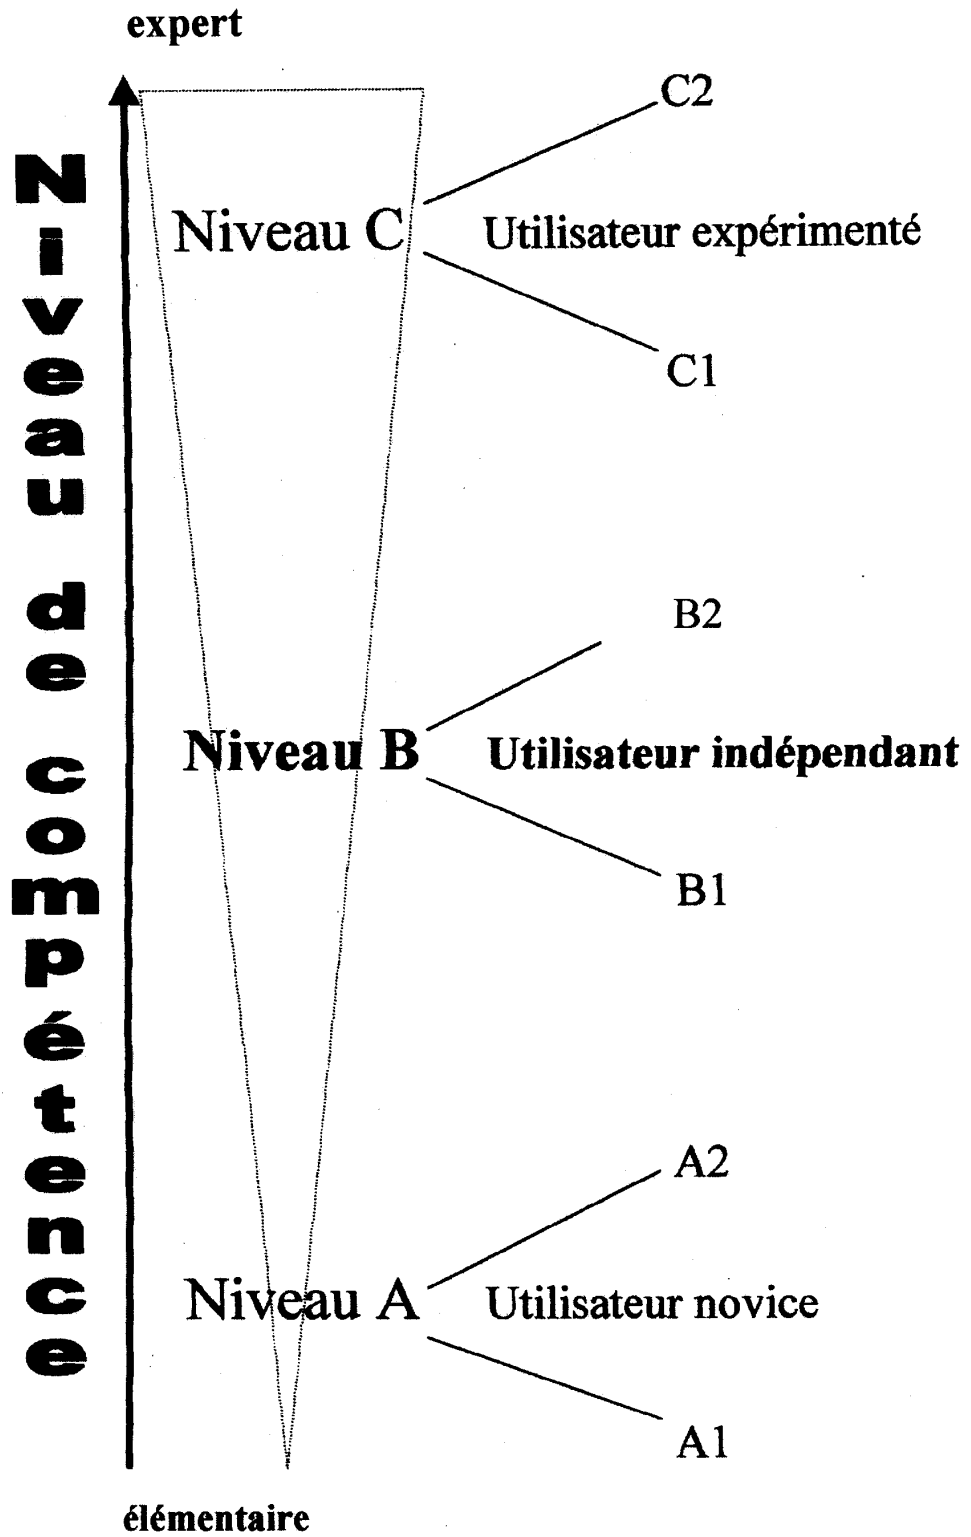 expert
Niveau de compétence
C2
Niveau C
Utilisateur expérimenté
C1
B2
Niveau B
Utilisateur indépendant
B1
A2
Niveau A
Utilisateur novice
A1
élémentaire